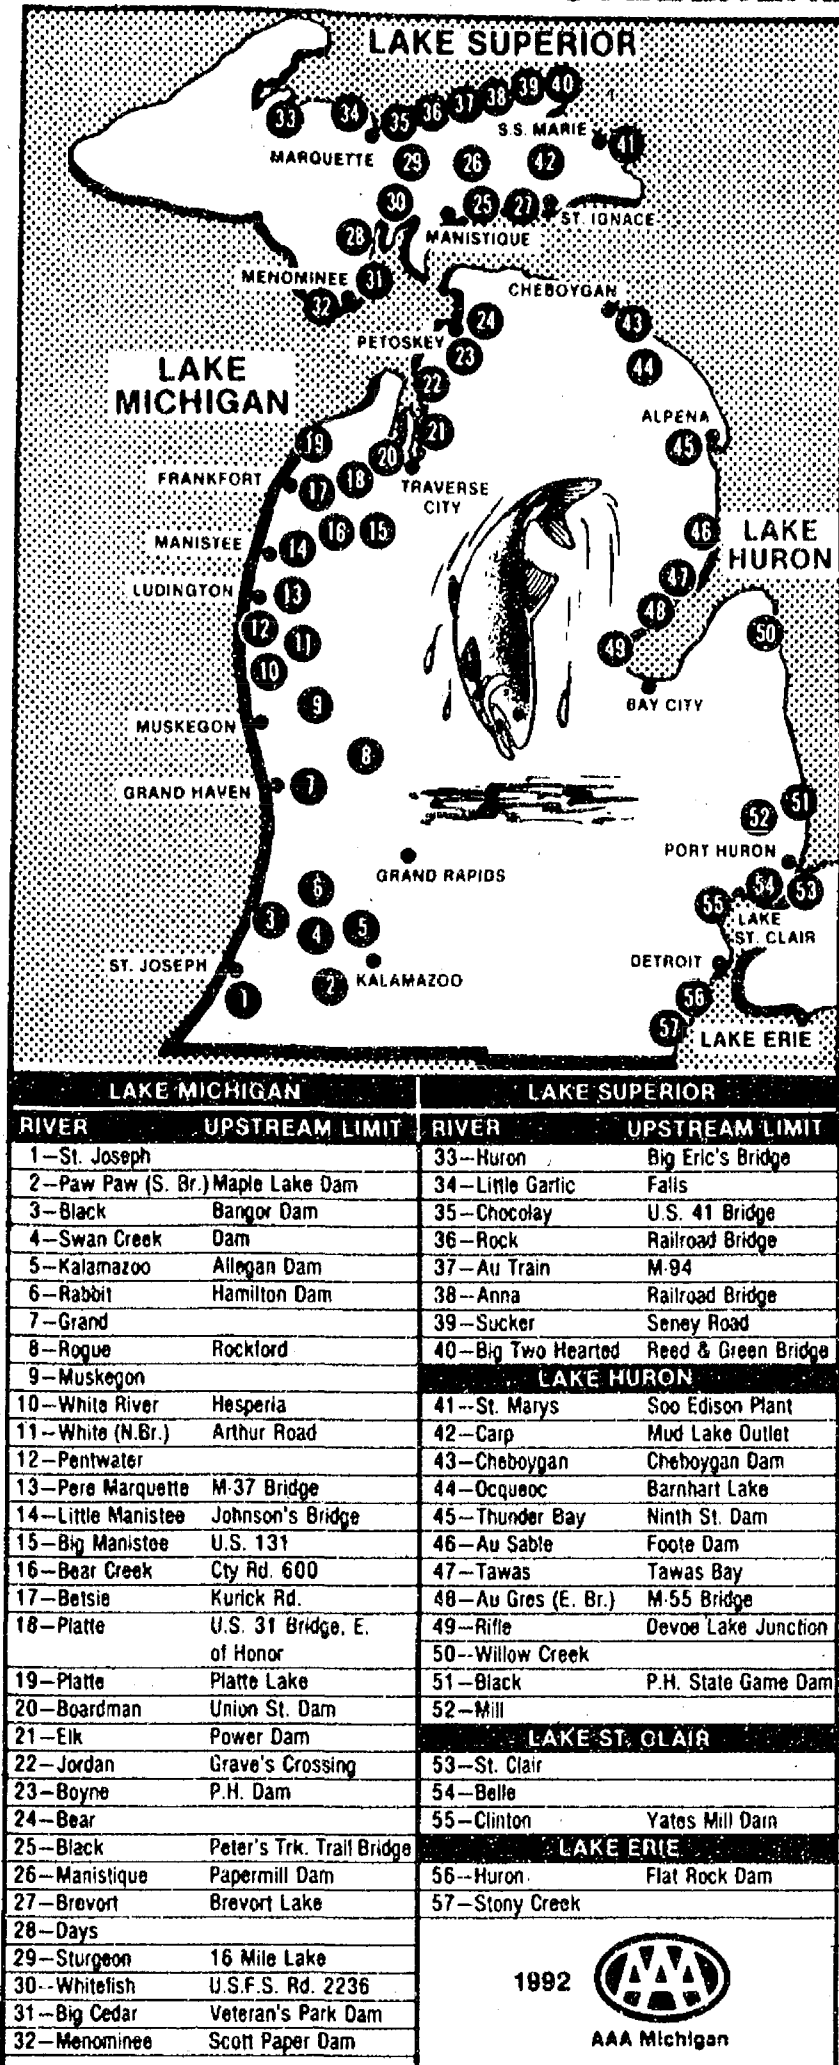 LAKE SUPERIOR
33
34
35
36
37
38
39
40
S.S. MARIE
41
MARQUETTE
29
26
42
30
25
27
ST. IGNACE
28
MANISTIQUE
MENOMINEE
31
32
CHEBOYGAN
24
43
PETOSKEY
23
44
LAKE
MICHIGAN
22
ALPENA
21
45
19
20
FRANKFORT
17
18
TRAVERSE
CITY
MANISTEE
14
16
15
46
LAKE
HURON
LUDINGTON
13
47
12
11
48
50
49
10
BAY CITY
9
MUSKEGON
8
GRAND HAVEN
7
51
52
PORT HURON
GRAND RAPIDS
6
54
53
55
3
4
5
LAKE
ST. CLAIR
ST. JOSEPH
KALAMAZOO
DETROIT
1
2
56
57
LAKE ERIE
LAKE MICHIGAN
RIVER UPSTREAM LIMIT
1—St. Joseph
2—Paw Paw (S. Br.) Maple Lake Dam
3—Black Bangor Dam
4—Swan Creek Dam
5—Kalamazoo Allegan Dam
6—Rabbit Hamilton Dam
7—Grand
8—Rogue Rockford
9—Muskegon
10—White River Hesperia
11—White (N.Br.) Arthur Road
12—Pentwater
13—Pere Marquette M-37 Bridge
14—Little Manistee Johnson's Bridge
15—Big Manistee U.S. 131
16—Bear Creek Cty Rd. 600
17—Betsie Kurick Rd.
18—Platte U.S. 31 Bridge, E.
of Honor
19—Platte Platte Lake
20—Boardman Union St. Dam
21—Elk Power Dam
22—Jordan Grave's Crossing
23—Boyne P.H. Dam
24—Bear
25—Black Peter's Trk. Trail Bridge
26—Manistique Papermill Dam
27—Brevort Brevort Lake
28—Days
29—Sturgeon 16 Mile Lake
30--Whitefish U.S.F.S. Rd. 2236
31—Big Cedar Veteran's Park Dam
32—Menominee Scott Paper Dam
LAKE SUPERIOR
RIVER UPSTREAM LIMIT
33—Huron Big Eric's Bridge
34—Little Garlic Falls
35—Chocolay U.S. 41 Bridge
36—Rock Railroad Bridge
37—Au Train M-94
38—Anna Railroad Bridge
39—Sucker Seney Road
40—Big Two Hearted Reed & Green Bridge
LAKE HURON
41--St. Marys Soo Edison Plant
42—Carp Mud Lake Outlet
43—Cheboygan Cheboygan Dam
44—Ocqueoc Barnhart Lake
45—Thunder Bay Ninth St. Dam
46—Au Sable Foote Dam
47—Tawas Tawas Bay
48—Au Gres (E. Br.) M-55 Bridge
49—Rifle Devoe Lake Junction
50--Willow Creek
51—Black P.H. State Game Dam
52—Mill
LAKE ST. CLAIR
53—St. Clair
54—Belle
55—Clinton Yates Mill Dam
LAKE ERIE
56—Huron Flat Rock Dam
57—Stony Creek
1992
AAA
AAA Michigan